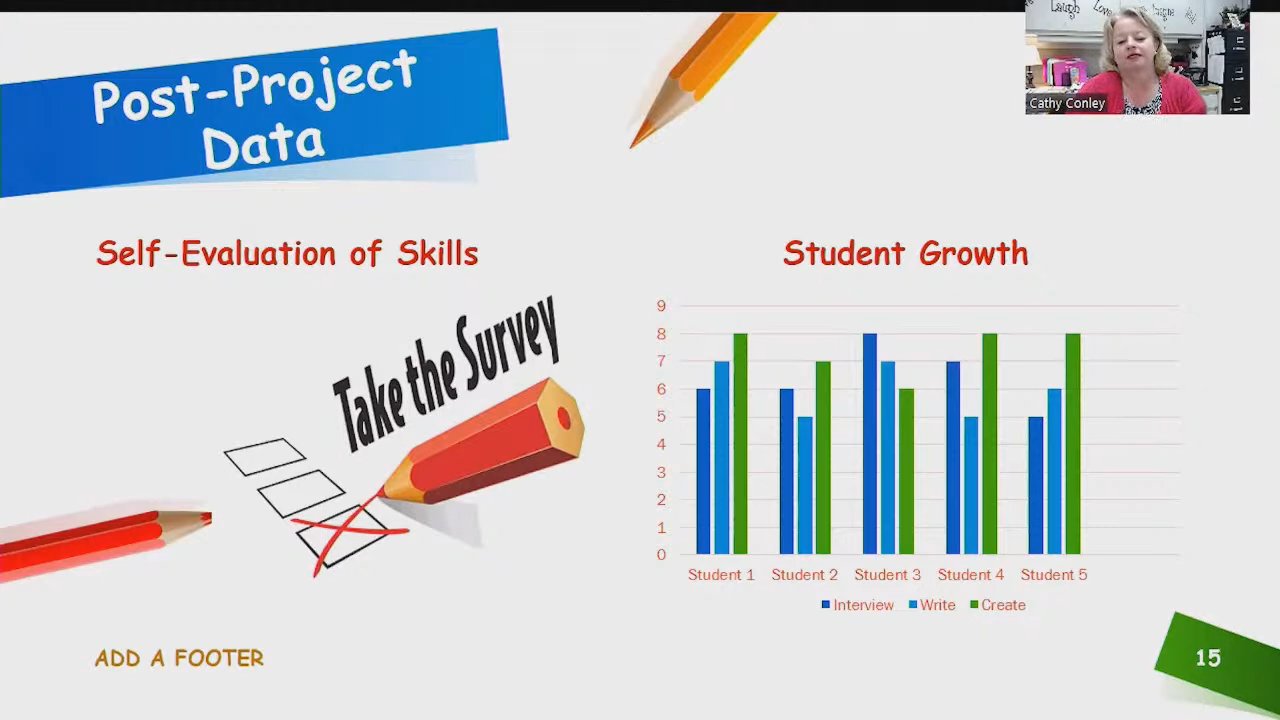 Laugh
Cathy Conley
Post-Project
Data
Self-Evaluation of Skills
Student Growth
Take the Survey
9
8
7
6
5
4
3
2
1
0
Student 1 Student 2 Student 3 Student 4 Student 5
Interview Write Create
ADD A FOOTER
15